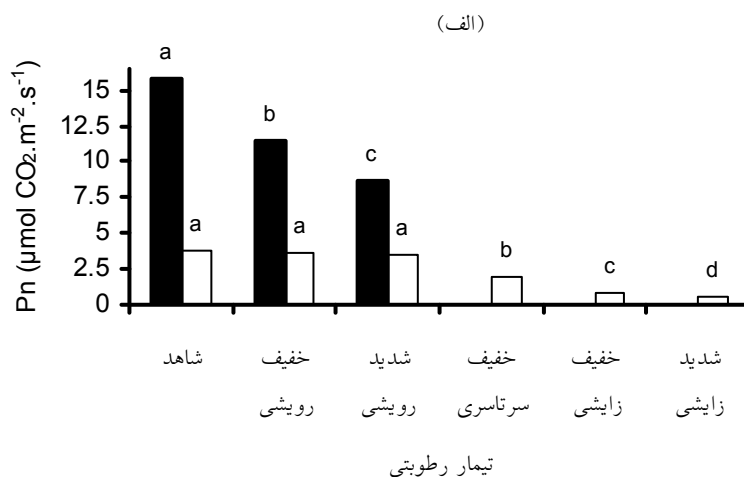 (الف)
Pn (µmol CO₂.m⁻².s⁻¹)
15
12.5
10
7.5
5
2.5
0
a
b
c
a
a
a
b
c
d
شاهد
خفیف
رویشی
شدید
رویشی
خفیف
سرتاسری
خفیف
زایشی
شدید
زایشی
تیمار رطوبتی